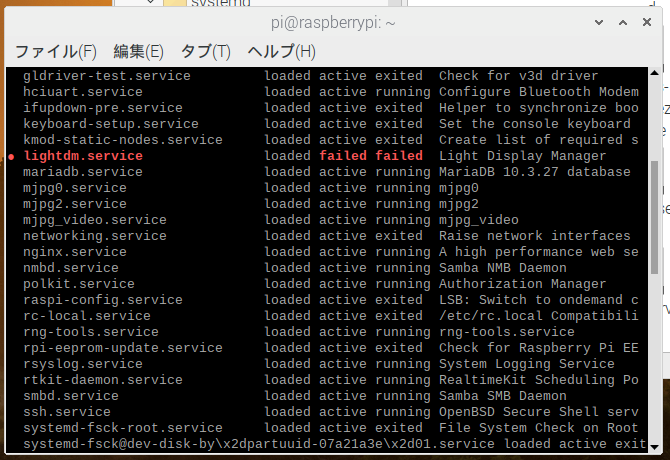 systemd
pi@raspberrypi: ~
ファイル(F) 編集(E) タブ(T) ヘルプ(H)
gldriver-test.service loaded active exited Check for v3d driver
hciuart.service loaded active running Configure Bluetooth Modem
ifupdown-pre.service loaded active exited Helper to synchronize boo
keyboard-setup.service loaded active exited Set the console keyboard
kmod-static-nodes.service loaded active exited Create list of required s
● lightdm.service loaded failed failed Light Display Manager
mariadb.service loaded active running MariaDB 10.3.27 database
mjpg0.service loaded active running mjpg0
mjpg2.service loaded active running mjpg2
mjpg_video.service loaded active running mjpg_video
networking.service loaded active exited Raise network interfaces
nginx.service loaded active running A high performance web se
nmbd.service loaded active running Samba NMB Daemon
polkit.service loaded active running Authorization Manager
raspi-config.service loaded active exited LSB: Switch to ondemand c
rc-local.service loaded active exited /etc/rc.local Compatibili
rng-tools.service loaded active running rng-tools.service
rpi-eeprom-update.service loaded active exited Check for Raspberry Pi EE
rsyslog.service loaded active running System Logging Service
rtkit-daemon.service loaded active running RealtimeKit Scheduling Po
smbd.service loaded active running Samba SMB Daemon
ssh.service loaded active running OpenBSD Secure Shell serv
systemd-fsck-root.service loaded active exited File System Check on Root
systemd-fsck@dev-disk-by\x2dpartuuid-07a21a3e\x2d01.service loaded active exit